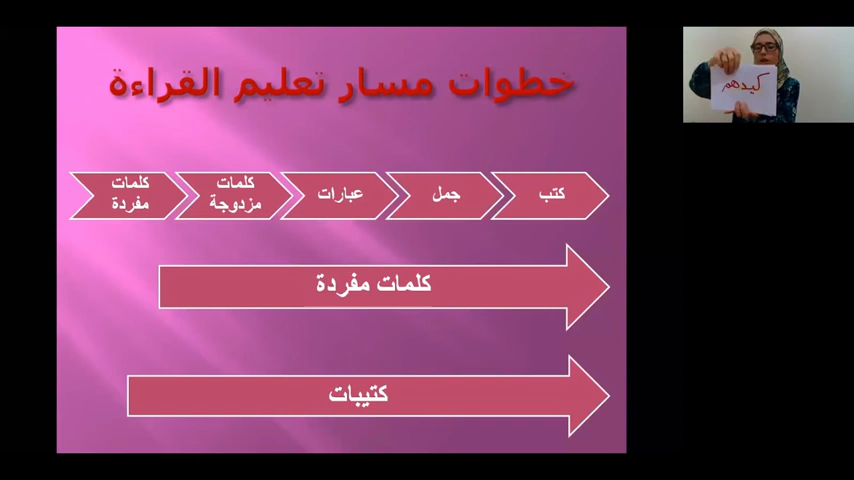 خطوات مسار تعليم القراءة
كيدهم
كلمات
مفردة
كلمات
مزدوجة
عبارات
جمل
كتب
كلمات مفردة
كتيبات